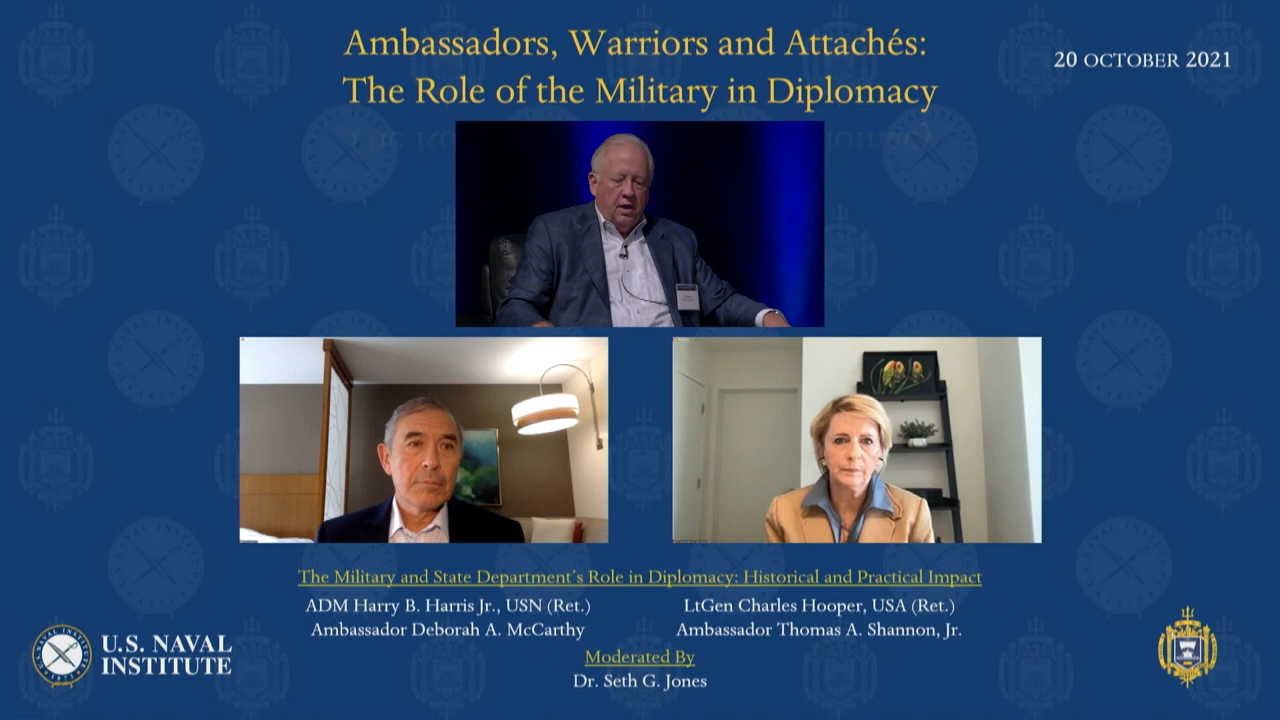 Ambassadors, Warriors and Attachés:
The Role of the Military in Diplomacy
20 OCTOBER 2021
The Military and State Department's Role in Diplomacy: Historical and Practical Impact
ADM Harry B. Harris Jr., USN (Ret.)
LtGen Charles Hooper, USA (Ret.)
Ambassador Deborah A. McCarthy
Ambassador Thomas A. Shannon, Jr.
Moderated By
Dr. Seth G. Jones
U.S. NAVAL
INSTITUTE